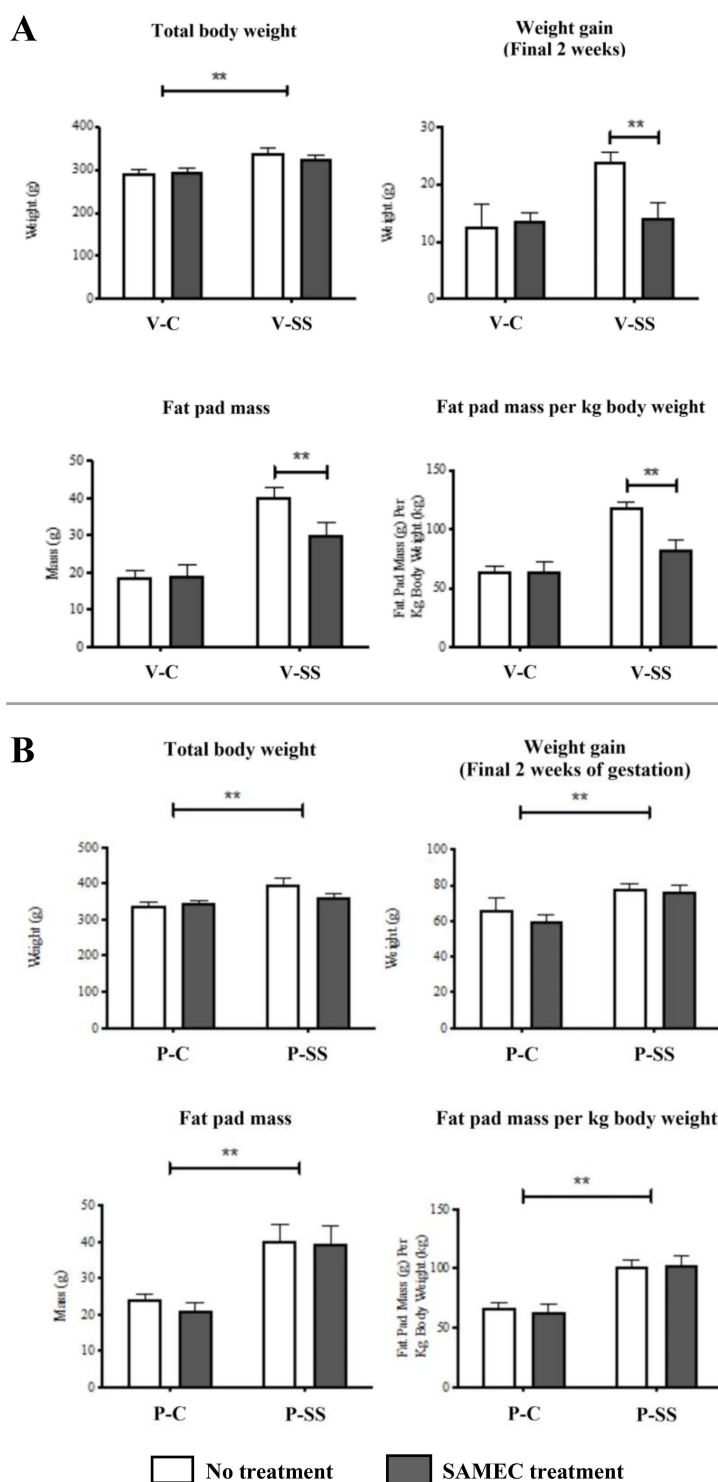 A
Total body weight
**
Weight (g)
400
300
200
100
0
V-C
V-SS
Weight gain
(Final 2 weeks)
**
Weight (g)
30
20
10
0
V-C
V-SS
Fat pad mass
**
Mass (g)
50
40
30
20
10
0
V-C
V-SS
Fat pad mass per kg body weight
**
Fat Pad Mass (g) Per
Kg Body Weight (kg)
150
100
50
0
V-C
V-SS
B
Total body weight
**
Weight (g)
500
400
300
200
100
0
P-C
P-SS
Weight gain
(Final 2 weeks of gestation)
**
Weight (g)
100
80
60
40
20
0
P-C
P-SS
Fat pad mass
**
Mass (g)
50
40
30
20
10
0
P-C
P-SS
Fat pad mass per kg body weight
**
Fat Pad Mass (g) Per
Kg Body Weight (kg)
150
100
50
0
P-C
P-SS
No treatment
SAMEC treatment